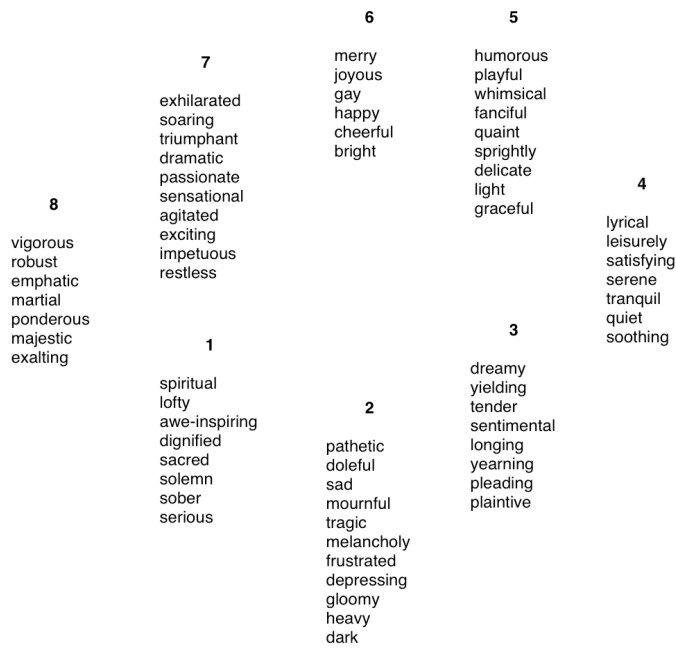 6
merry
joyous
gay
happy
cheerful
bright
5
humorous
playful
whimsical
fanciful
quaint
sprightly
delicate
light
graceful
7
exhilarated
soaring
triumphant
dramatic
passionate
sensational
agitated
exciting
impetuous
restless
4
lyrical
leisurely
satisfying
serene
tranquil
quiet
soothing
8
vigorous
robust
emphatic
martial
ponderous
majestic
exalting
3
dreamy
yielding
tender
sentimental
longing
yearning
pleading
plaintive
1
spiritual
lofty
awe-inspiring
dignified
sacred
solemn
sober
serious
2
pathetic
doleful
sad
mournful
tragic
melancholy
frustrated
depressing
gloomy
heavy
dark